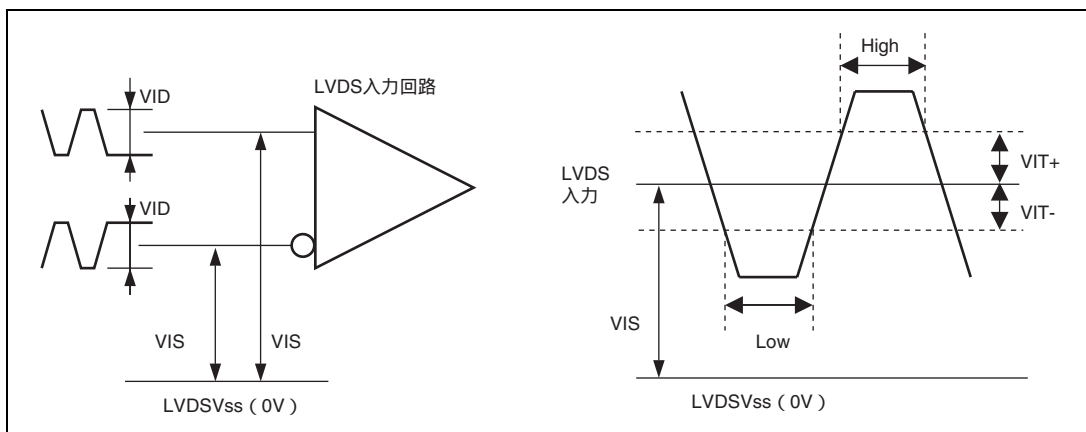 LVDS入力回路
VID
VID
VIS
VIS
LVDSVss（0V）
High
LVDS
入力
VIT+
VIT-
VIS
Low
LVDSVss（0V）